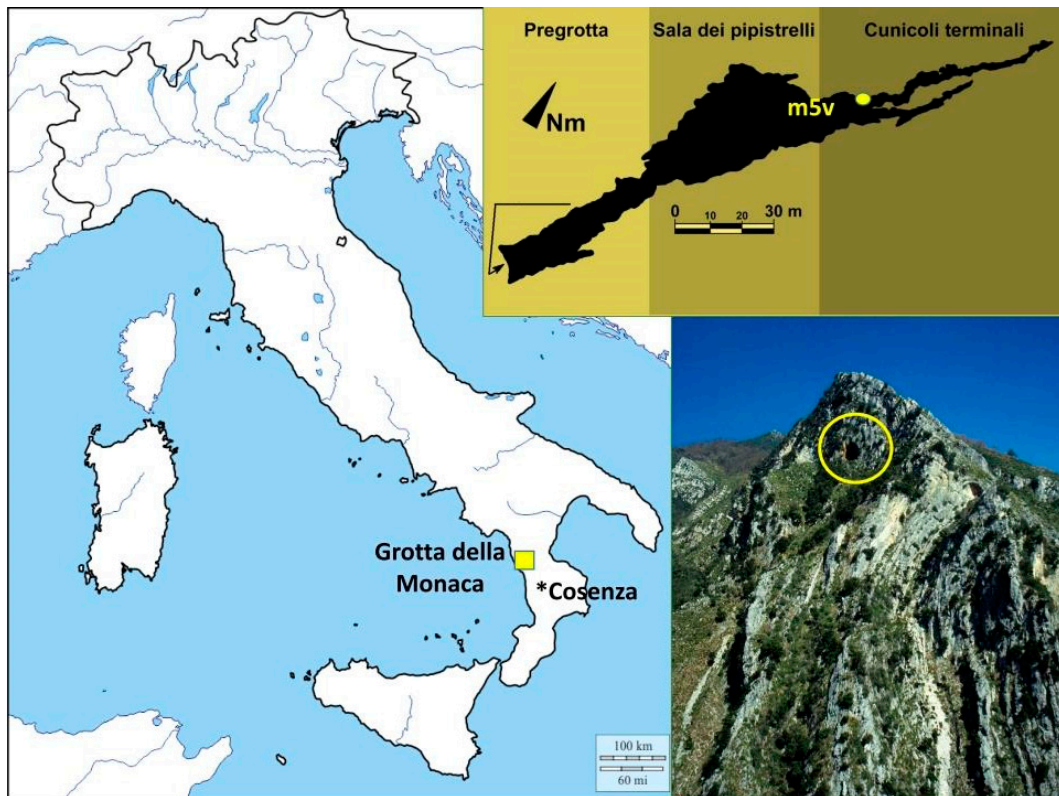 Pregrotta
Sala dei pipistrelli
Cunicoli terminali
Nm
m5v
0 10 20 30 m
Grotta della
Monaca
*Cosenza
100 km
60 mi